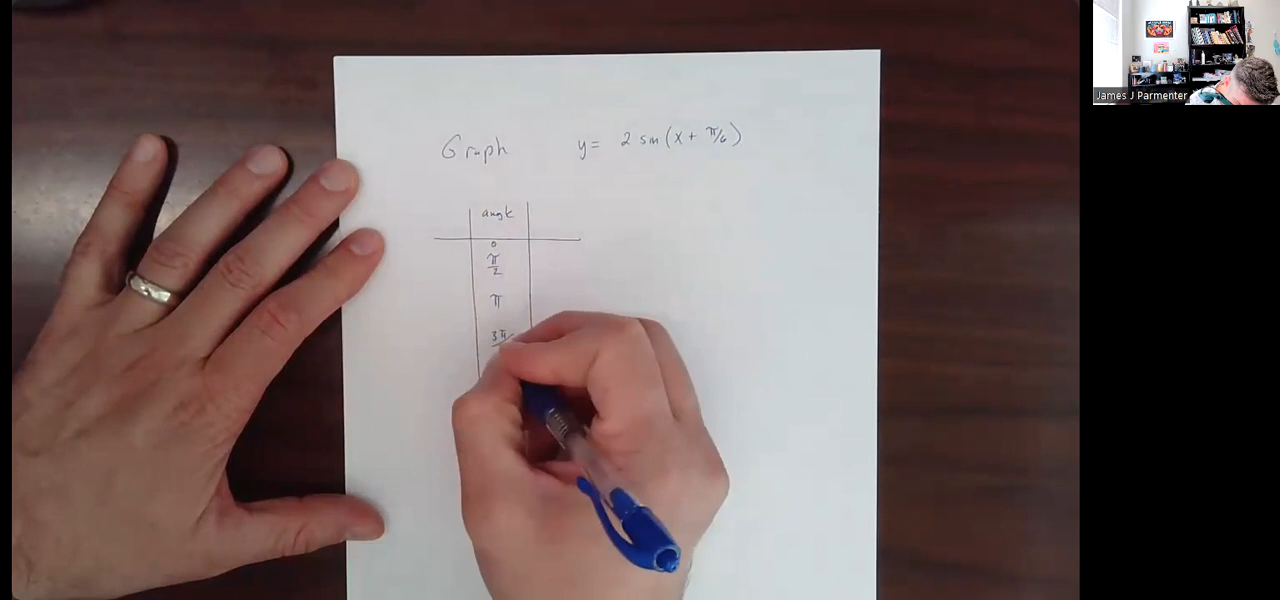 Graph y = 2 sin(x + π/6)
angle
0
π/2
π
3π
James J Parmenter